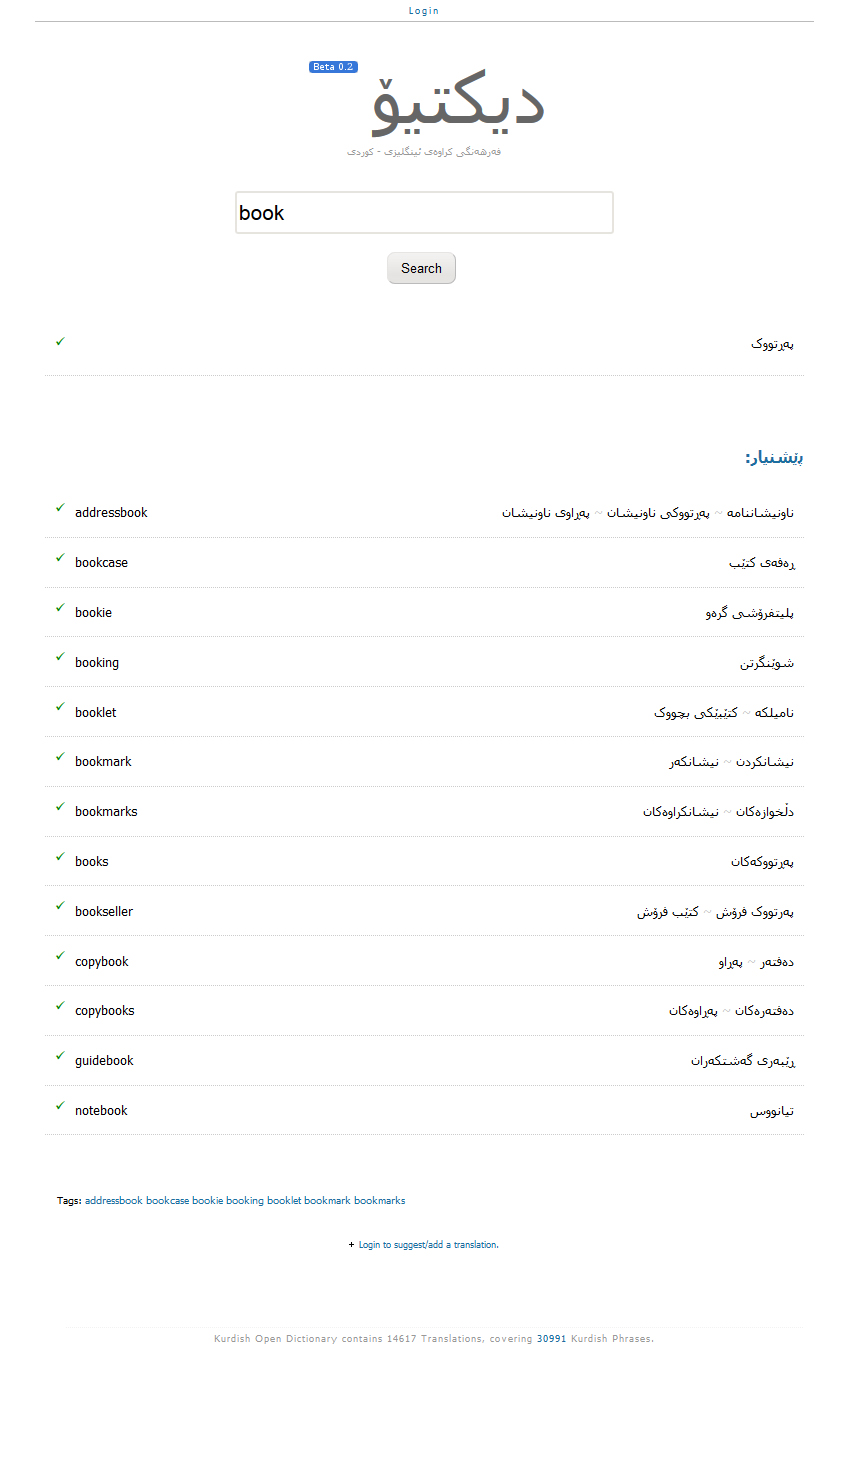 Login
Beta 0.2
دیکتیۆ
فەرهەنگی کراوەی ئینگلیزی - کوردی
book
Search
پەڕتووک
پێشنیار:
addressbook ناونیشاننامە ~ پەڕتووکی ناونیشان ~ پەڕاوی ناونیشان
bookcase ڕەفەی کتێب
bookie پلیتفرۆشی گرەو
booking شوێنگرتن
booklet نامیلکە ~ کتێبێکی بچووک
bookmark نیشانکردن ~ نیشانکەر
bookmarks دڵخوازەکان ~ نیشانکراوەکان
books پەڕتووکەکان
bookseller پەرتووک فرۆش ~ کتێب فرۆش
copybook دەفتەر ~ پەڕاو
copybooks دەفتەرەکان ~ پەڕاوەکان
guidebook ڕێبەری گەشتکەران
notebook تیانووس
Tags: addressbook bookcase bookie booking booklet bookmark bookmarks
+ Login to suggest/add a translation.
Kurdish Open Dictionary contains 14617 Translations, covering 30991 Kurdish Phrases.